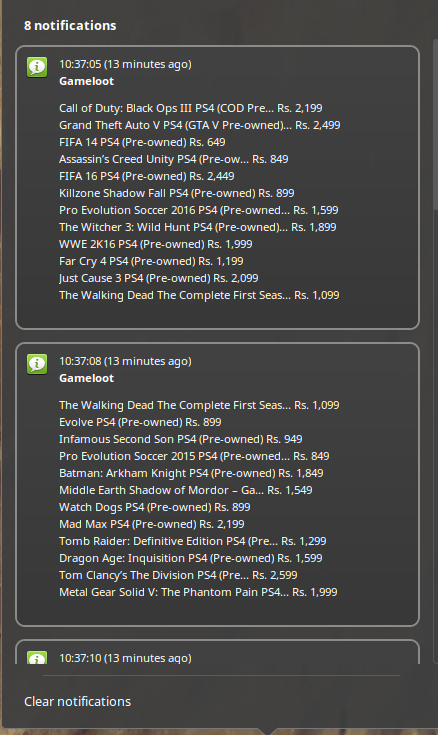 8 notifications
10:37:05 (13 minutes ago)
Gameloot
Call of Duty: Black Ops III PS4 (COD Pre... Rs. 2,199
Grand Theft Auto V PS4 (GTA V Pre-owned)... Rs. 2,499
FIFA 14 PS4 (Pre-owned) Rs. 649
Assassin’s Creed Unity PS4 (Pre-ow... Rs. 849
FIFA 16 PS4 (Pre-owned) Rs. 2,449
Killzone Shadow Fall PS4 (Pre-owned) Rs. 899
Pro Evolution Soccer 2016 PS4 (Pre-owned... Rs. 1,599
The Witcher 3: Wild Hunt PS4 (Pre-owned)... Rs. 1,899
WWE 2K16 PS4 (Pre-owned) Rs. 1,999
Far Cry 4 PS4 (Pre-owned) Rs. 1,199
Just Cause 3 PS4 (Pre-owned) Rs. 2,099
The Walking Dead The Complete First Seas... Rs. 1,099
10:37:08 (13 minutes ago)
Gameloot
The Walking Dead The Complete First Seas... Rs. 1,099
Evolve PS4 (Pre-owned) Rs. 899
Infamous Second Son PS4 (Pre-owned) Rs. 949
Pro Evolution Soccer 2015 PS4 (Pre-owned... Rs. 849
Batman: Arkham Knight PS4 (Pre-owned) Rs. 1,849
Middle Earth Shadow of Mordor – Ga... Rs. 1,549
Watch Dogs PS4 (Pre-owned) Rs. 899
Mad Max PS4 (Pre-owned) Rs. 2,199
Tomb Raider: Definitive Edition PS4 (Pre... Rs. 1,299
Dragon Age: Inquisition PS4 (Pre-owned) Rs. 1,599
Tom Clancy’s The Division PS4 (Pre... Rs. 2,599
Metal Gear Solid V: The Phantom Pain PS4... Rs. 1,999
10:37:10 (13 minutes ago)
Clear notifications